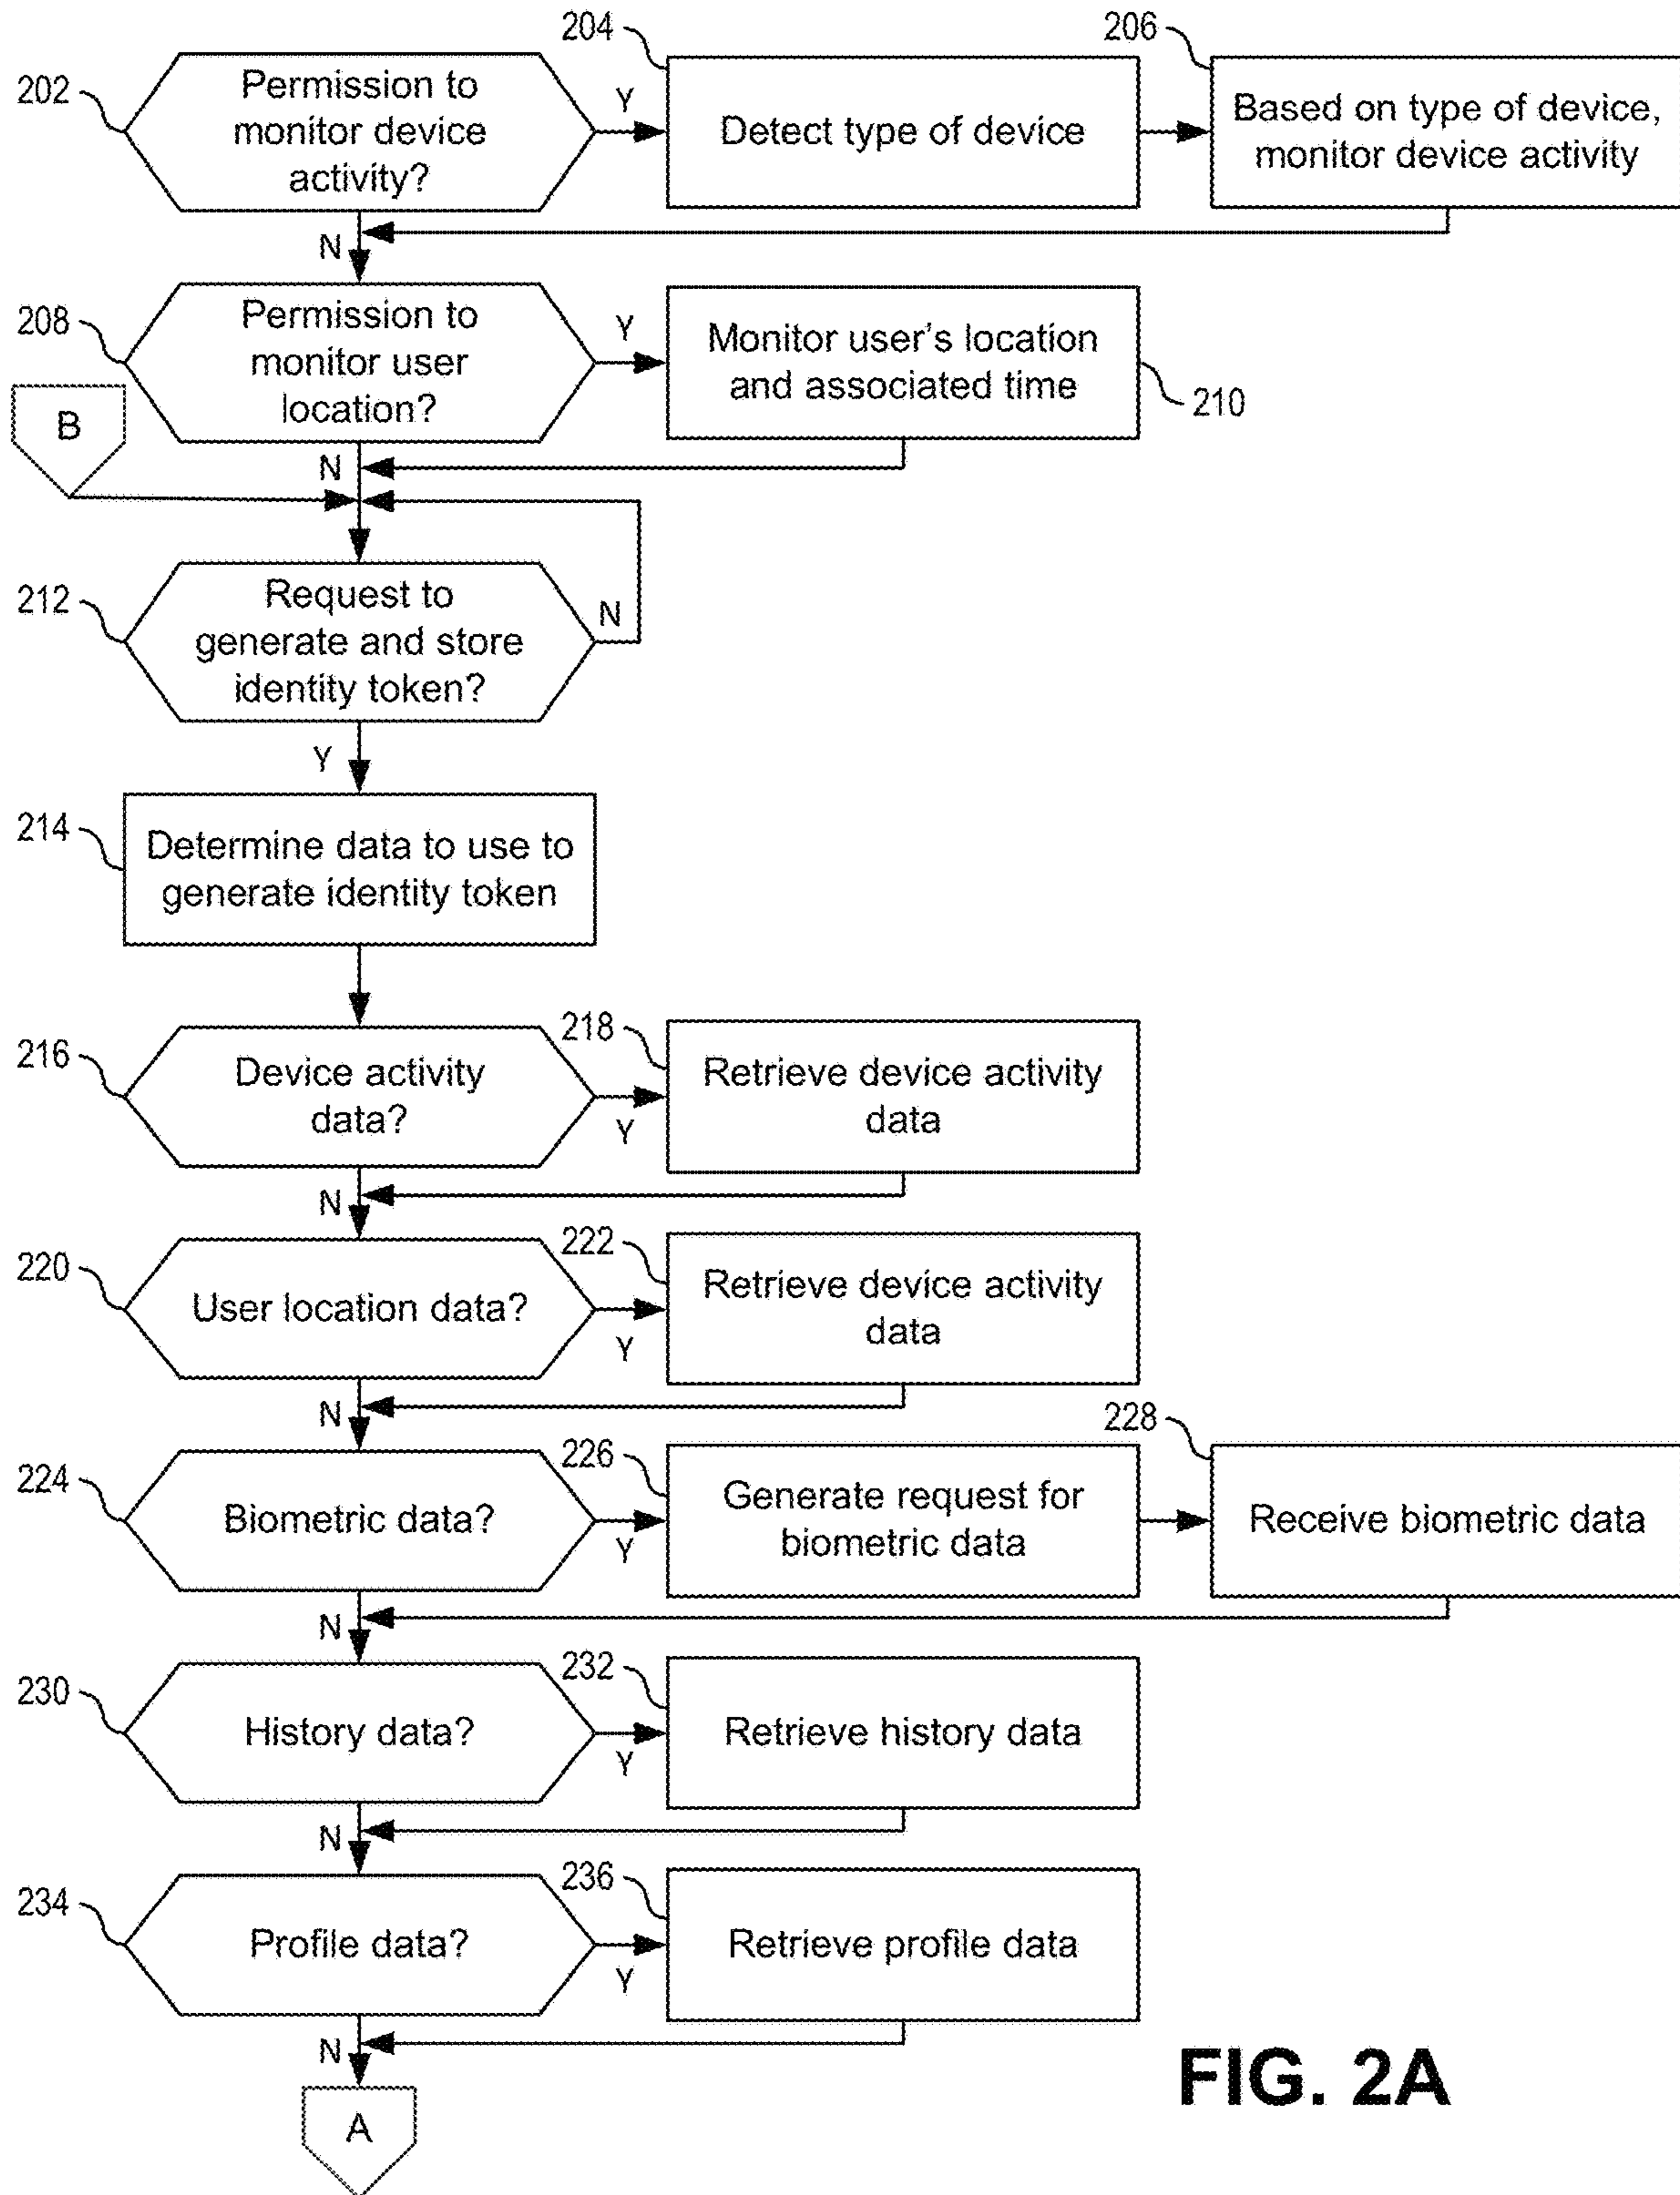 204
206
202
Permission to
monitor device
activity?
Y
Detect type of device
Based on type of device,
monitor device activity
N
208
Permission to
monitor user
location?
Y
Monitor user's location
and associated time
210
B
N
212
Request to
generate and store
identity token?
N
Y
214
Determine data to use to
generate identity token
216
Device activity
data?
Y
218
Retrieve device activity
data
N
220
User location data?
Y
222
Retrieve device activity
data
N
224
Biometric data?
Y
226
Generate request for
biometric data
228
Receive biometric data
N
230
History data?
Y
232
Retrieve history data
N
234
Profile data?
Y
236
Retrieve profile data
N
A
FIG. 2A